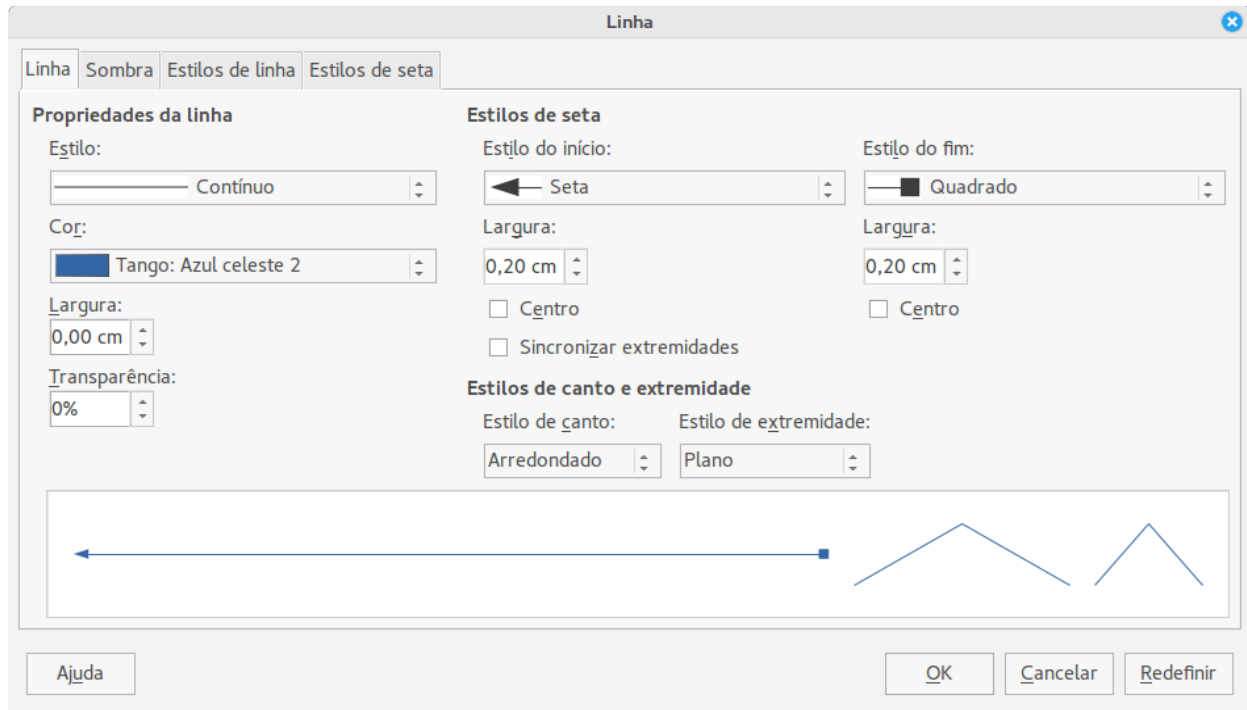 Linha
Linha Sombra Estilos de linha Estilos de seta
Propriedades da linha
Estilo:
Contínuo
Cor:
Tango: Azul celeste 2
Largura:
0,00 cm
Transparência:
0%
Estilos de seta
Estilo do início:
Seta
Largura:
0,20 cm
Centro
Sincronizar extremidades
Estilo do fim:
Quadrado
Largura:
0,20 cm
Centro
Estilos de canto e extremidade
Estilo de canto: Estilo de extremidade:
Arredondado Plano
Ajuda OK Cancelar Redefinir